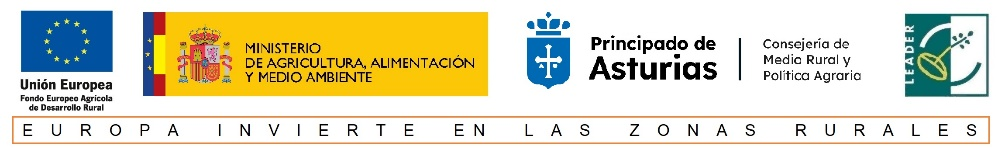 Unión Europea
Fondo Europeo Agrícola
de Desarrollo Rural
MINISTERIO
DE AGRICULTURA, ALIMENTACIÓN
Y MEDIO AMBIENTE
Principado de
Asturias
Consejería de
Medio Rural y
Política Agraria
LEADER
EUROPA INVIERTE EN LAS ZONAS RURALES